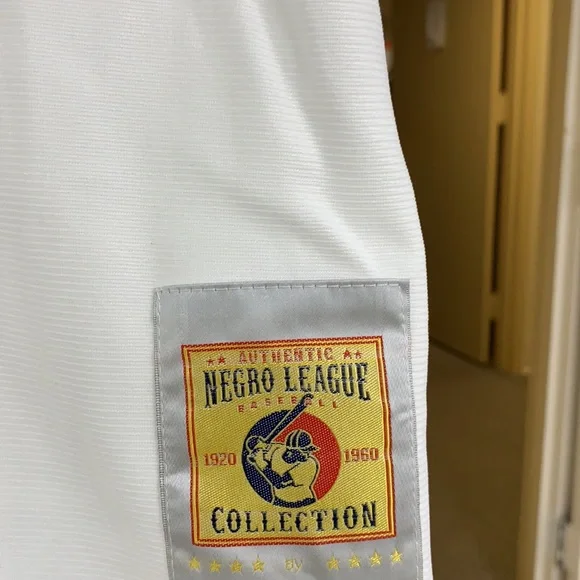 ★★ AUTHENTIC ★★
NEGRO LEAGUE
BASEBALL
1920 1960
COLLECTION
★★★★ by ★★★★